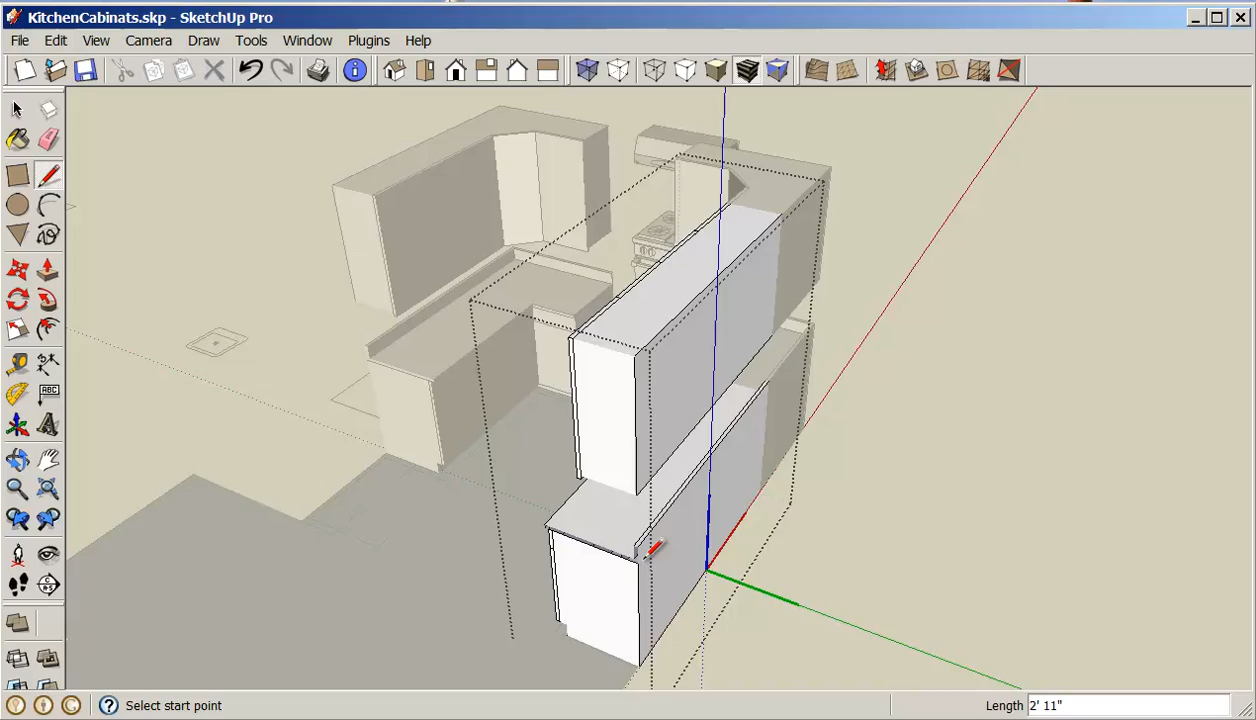 KitchenCabinats.skp - SketchUp Pro
File Edit View Camera Draw Tools Window Plugins Help
ABC
A
Select start point
Length 2' 11"